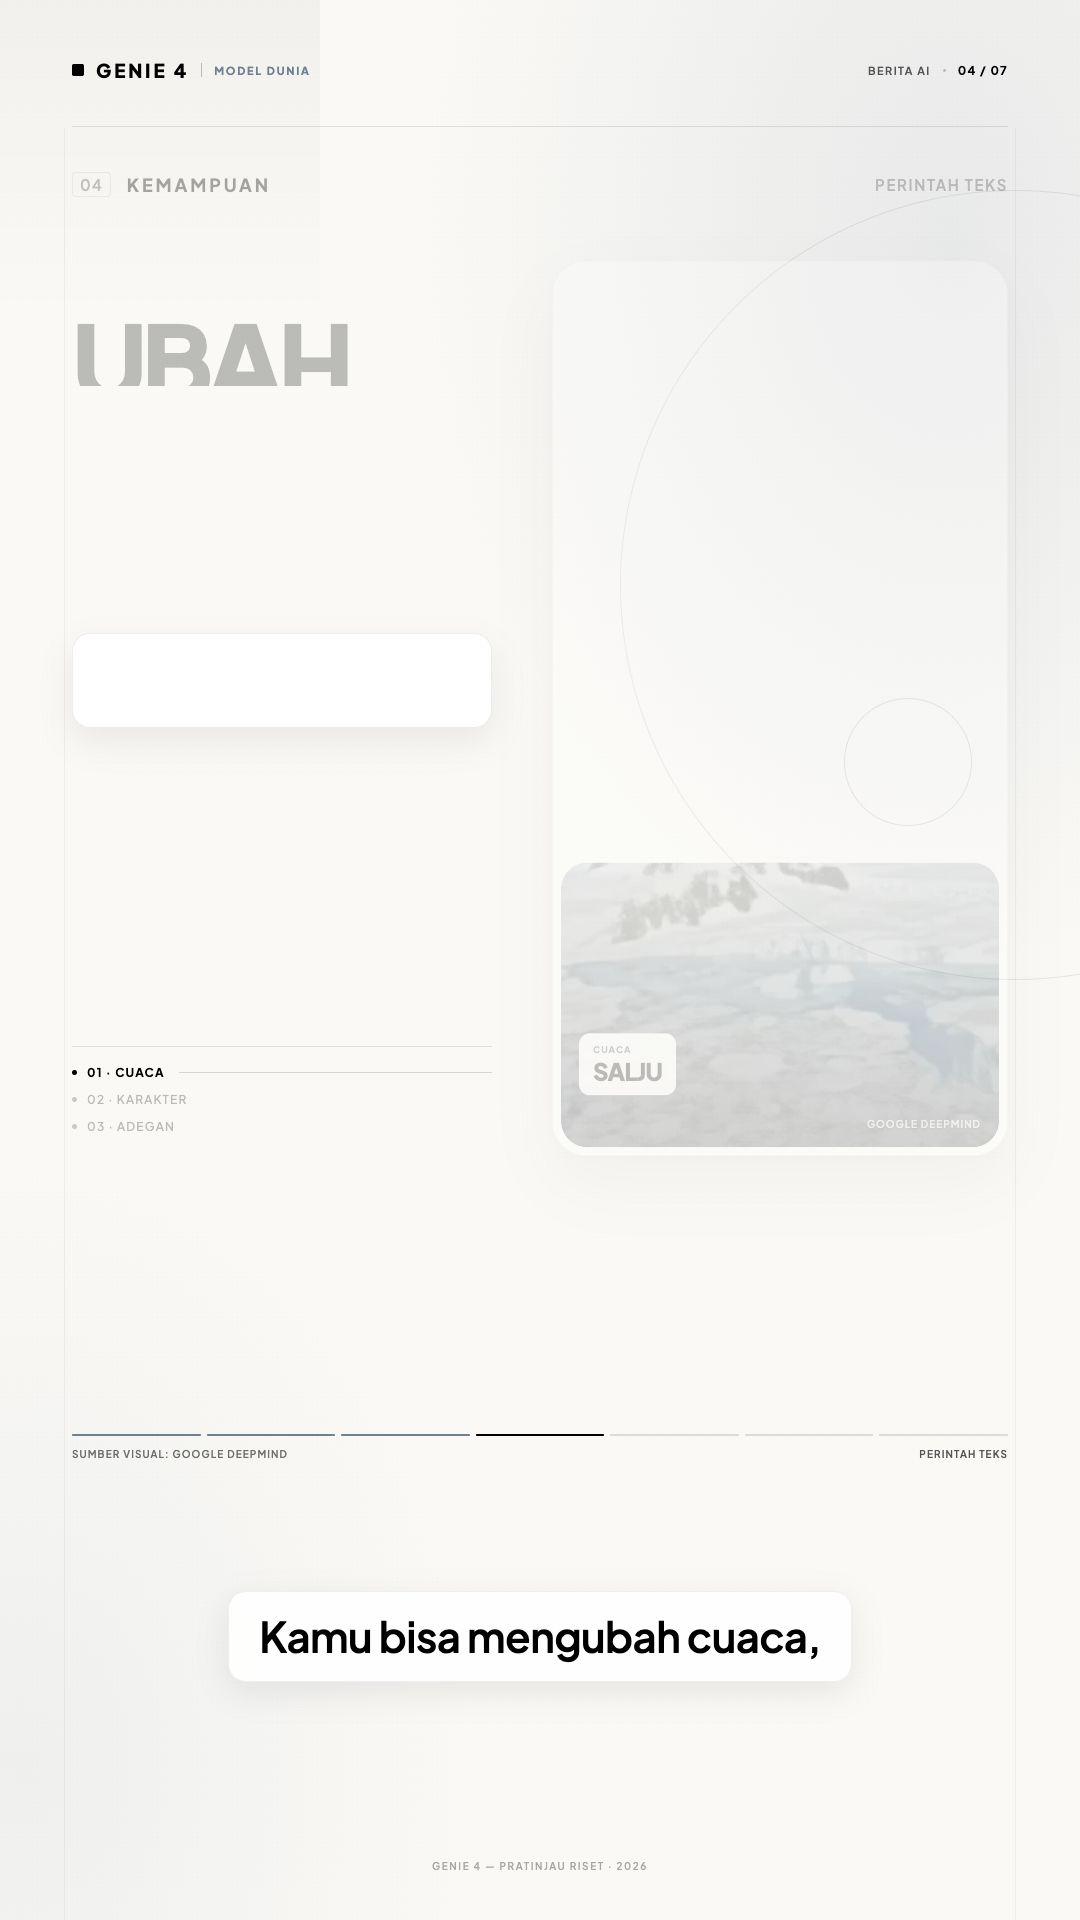 GENIE 4 MODEL DUNIA
BERITA AI • 04 / 07
04 KEMAMPUAN
PERINTAH TEKS
UBAH
01 · CUACA
02 · KARAKTER
03 · ADEGAN
CUACA
SALJU
GOOGLE DEEPMIND
SUMBER VISUAL: GOOGLE DEEPMIND
PERINTAH TEKS
Kamu bisa mengubah cuaca,
GENIE 4 — PRATINJAU RISET · 2026